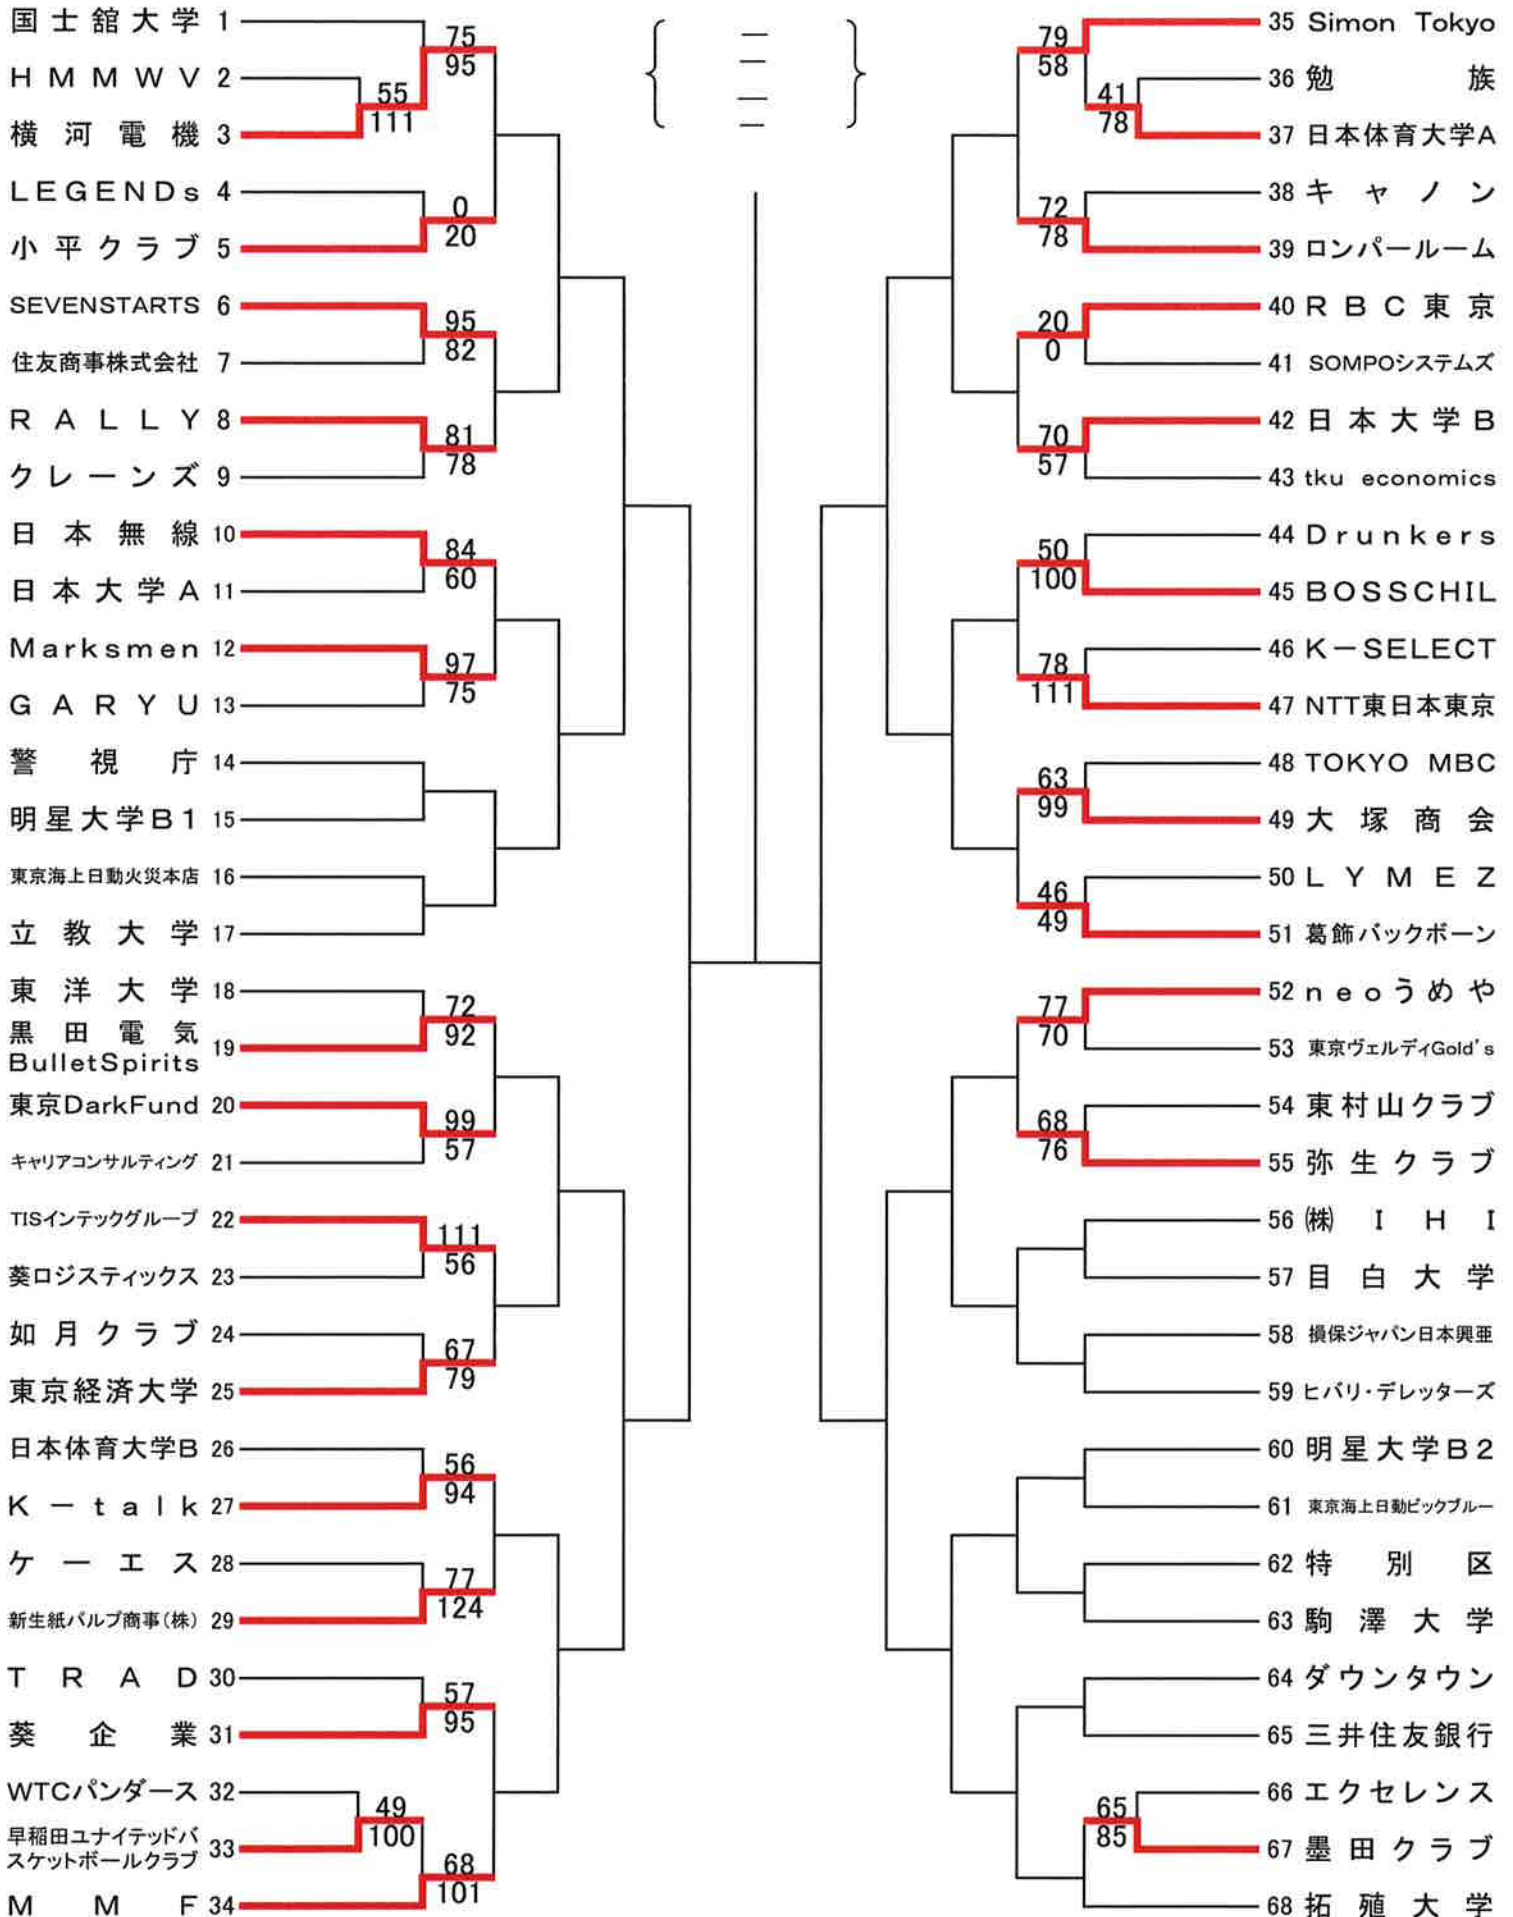 国士舘大学 1
HMMWV 2
横河電機 3
LEGENDs 4
小平クラブ 5
SEVENSTARTS 6
住友商事株式会社 7
RALLY 8
クレーンズ 9
日本無線 10
日本大学A 11
Marksmen 12
GARYU 13
警視庁 14
明星大学B1 15
東京海上日動火災本店 16
立教大学 17
東洋大学 18
黒田電気
BulletSpirits 19
東京DarkFund 20
キャリアコンサルティング 21
TISインテックグループ 22
葵ロジスティックス 23
如月クラブ 24
東京経済大学 25
日本体育大学B 26
K－talk 27
ケーエス 28
新生紙パルプ商事(株) 29
TRAD 30
葵企業 31
WTCパンダース 32
早稲田ユナイテッドバ
スケットボールクラブ 33
MMF 34
75
95
55
111
0
20
95
82
81
78
84
60
97
75
72
92
99
57
111
56
67
79
56
94
77
124
57
95
49
100
68
101
{ — }
—
—
—
79
58
41
78
72
78
20
0
70
57
50
100
78
111
63
99
46
49
77
70
68
76
65
85
35 Simon Tokyo
36 勉族
37 日本体育大学A
38 キャノン
39 ロンパールーム
40 RBC東京
41 SOMPOシステムズ
42 日本大学B
43 tku economics
44 Drunkers
45 BOSSCHIL
46 K－SELECT
47 NTT東日本東京
48 TOKYO MBC
49 大塚商会
50 LYMEZ
51 葛飾バックボーン
52 neoうめや
53 東京ヴェルディGold's
54 東村山クラブ
55 弥生クラブ
56 ㈱IHI
57 目白大学
58 損保ジャパン日本興亜
59 ヒバリ・デレッターズ
60 明星大学B2
61 東京海上日動ビックブルー
62 特別区
63 駒澤大学
64 ダウンタウン
65 三井住友銀行
66 エクセレンス
67 墨田クラブ
68 拓殖大学